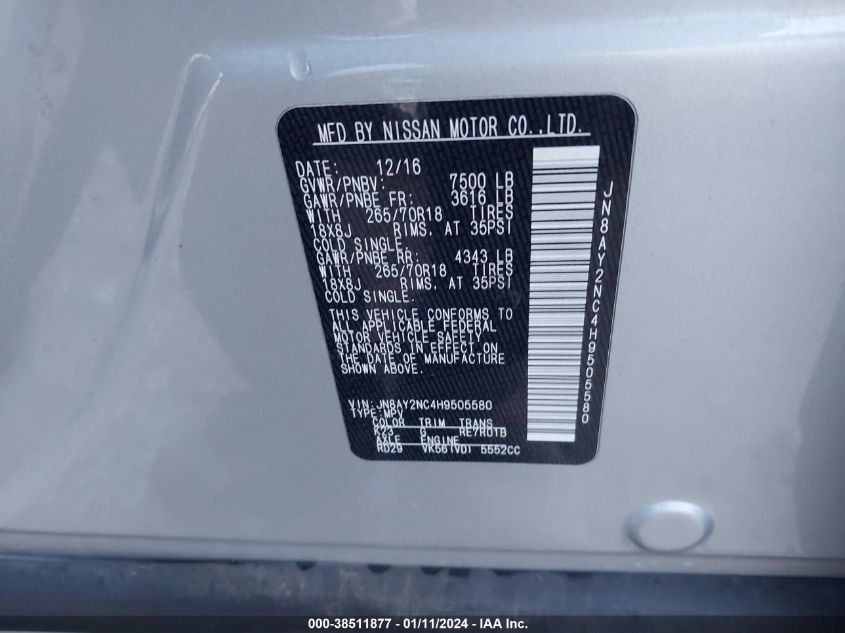 MFD BY NISSAN MOTOR CO.,LTD.
DATE: 12/16
GVWR/PNBV: 7500 LB
GAWR/PNBE FR: 3616 LB
WITH 265/70R18 TIRES
18X8J RIMS, AT 35PSI
COLD SINGLE,
GAWR/PNBE RR: 4343 LB
WITH 265/70R18 TIRES
18X8J RIMS, AT 35PSI
COLD SINGLE.
THIS VEHICLE CONFORMS TO
ALL APPLICABLE FEDERAL
MOTOR VEHICLE SAFETY
STANDARDS IN EFFECT ON
THE DATE OF MANUFACTURE
SHOWN ABOVE.
VIN:JN8AY2NC4H9505580
TYPE:MPV
COLOR TRIM TRANS
K23 G RE7R01B
AXLE ENGINE
RD29 VK56(VD) 5552CC
JN8AY2NC4H9505580
000-38511877 - 01/11/2024 - IAA Inc.